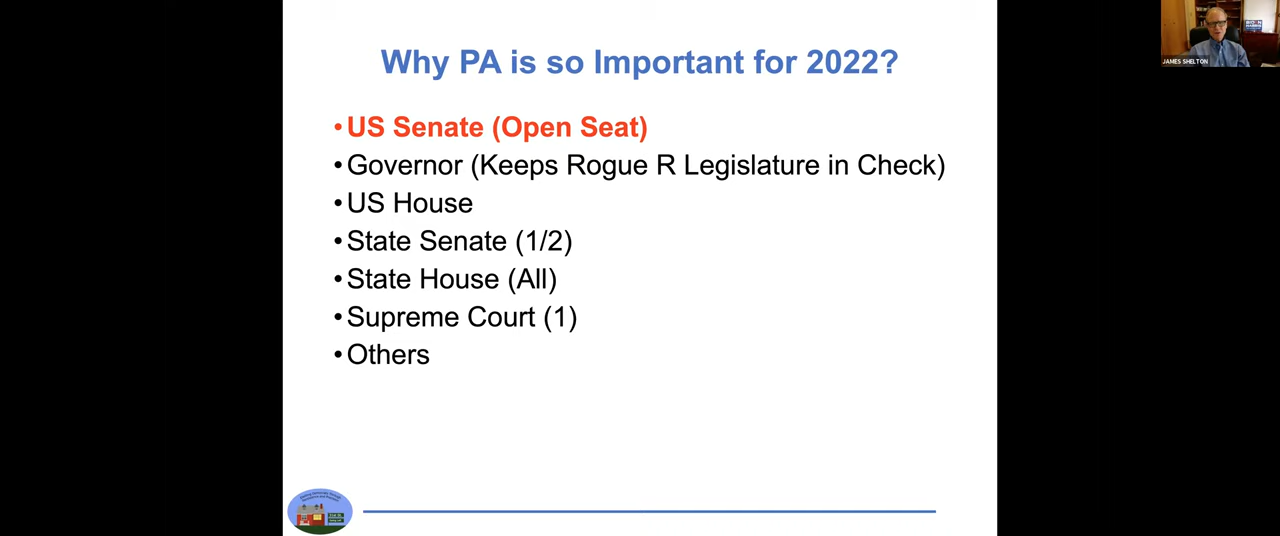 Why PA is so Important for 2022?
JAMES SHELTON
•US Senate (Open Seat)
•Governor (Keeps Rogue R Legislature in Check)
•US House
•State Senate (1/2)
•State House (All)
•Supreme Court (1)
•Others